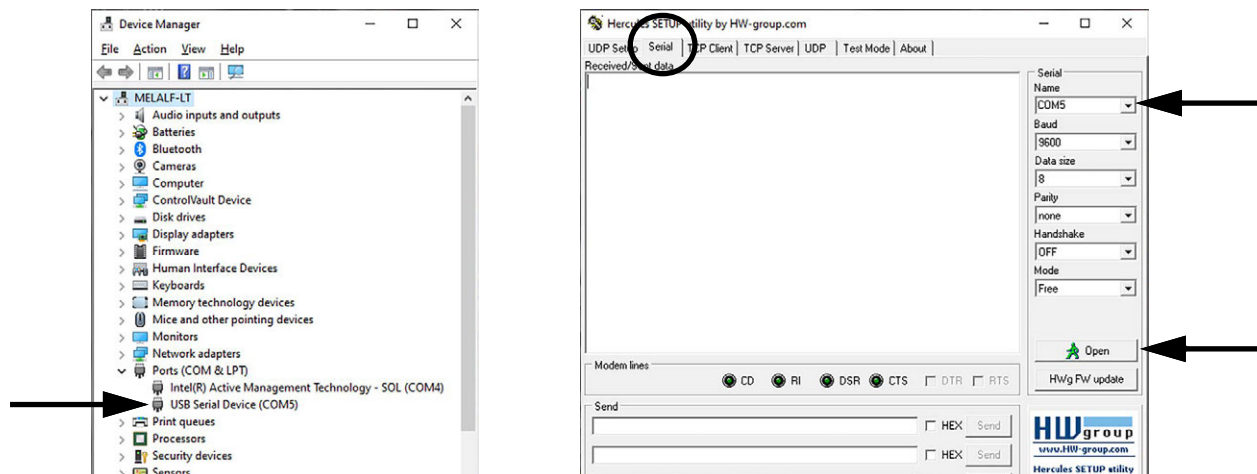 Device Manager
File Action View Help
MELALF-LT
Audio inputs and outputs
Batteries
Bluetooth
Cameras
Computer
ControlVault Device
Disk drives
Display adapters
Firmware
Human Interface Devices
Keyboards
Memory technology devices
Mice and other pointing devices
Monitors
Network adapters
Ports (COM & LPT)
Intel(R) Active Management Technology - SOL (COM4)
USB Serial Device (COM5)
Print queues
Processors
Security devices
Sensors
Hercules SETUP utility by HW-group.com
UDP Setup Serial TCP Client TCP Server UDP Test Mode About
Received/Sent data
Serial
Name
COM5
Baud
9600
Data size
8
Parity
none
Handshake
OFF
Mode
Free
Open
HWg FW update
Modem lines
CD RI DSR CTS DTR RTS
Send
HEX Send
HEX Send
HW group
www.HW-group.com
Hercules SETUP utility